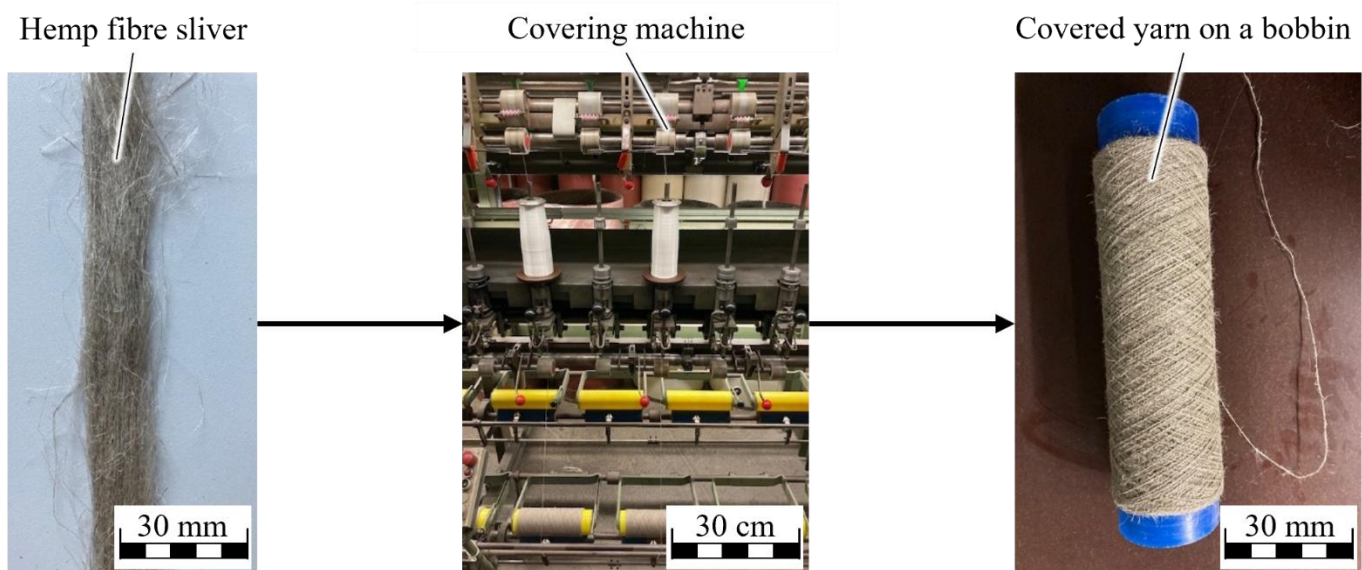 Hemp fibre sliver
Covering machine
Covered yarn on a bobbin
30 mm
30 cm
30 mm